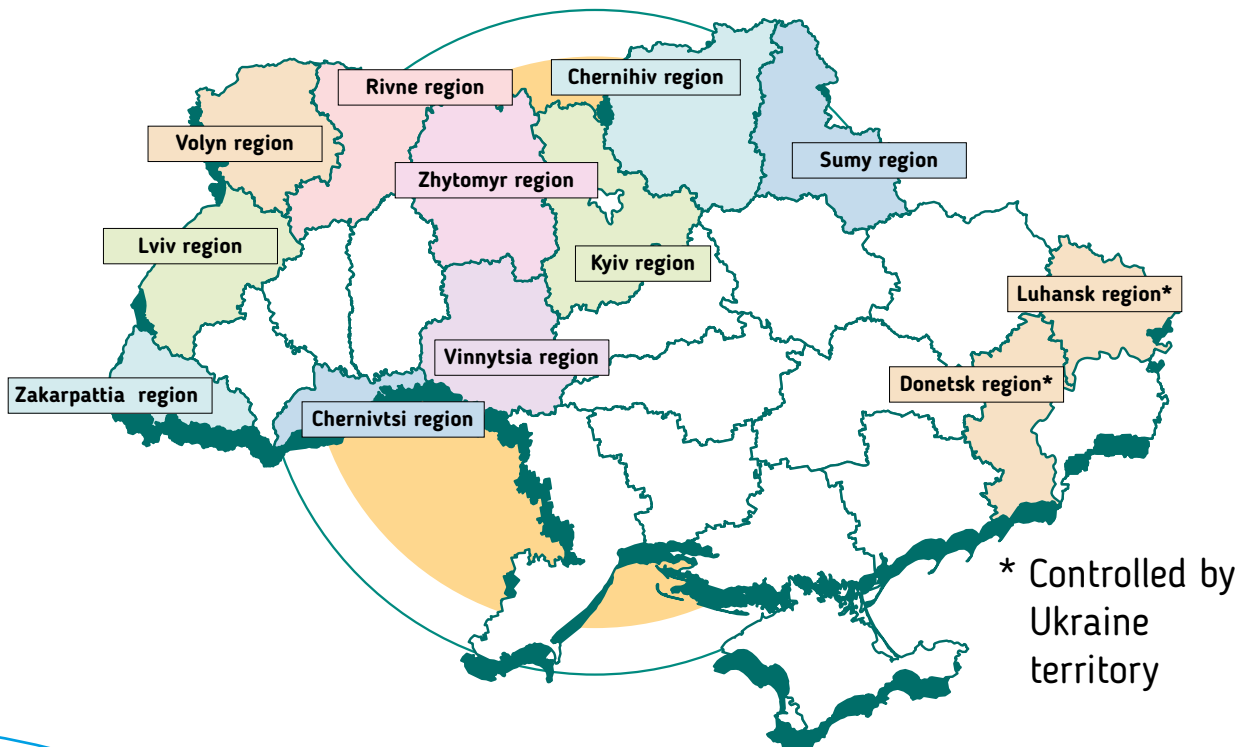 Chernihiv region
Rivne region
Volyn region
Sumy region
Zhytomyr region
Lviv region
Kyiv region
Luhansk region*
Vinnytsia region
Donetsk region*
Zakarpattia region
Chernivtsi region
* Controlled by
Ukraine
territory